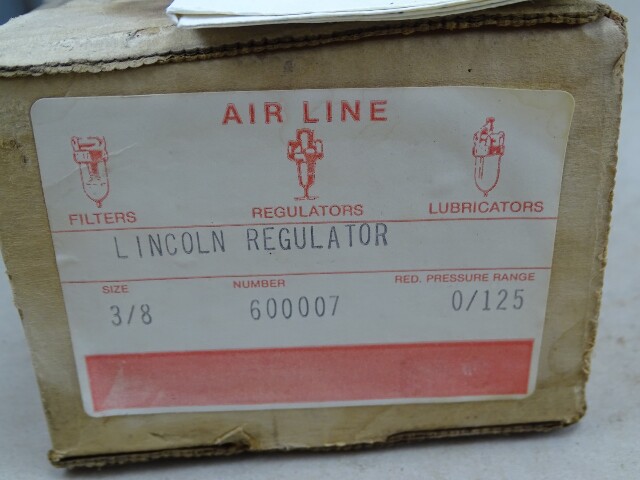 AIR LINE
FILTERS REGULATORS LUBRICATORS
LINCOLN REGULATOR
SIZE NUMBER RED. PRESSURE RANGE
3/8 600007 0/125